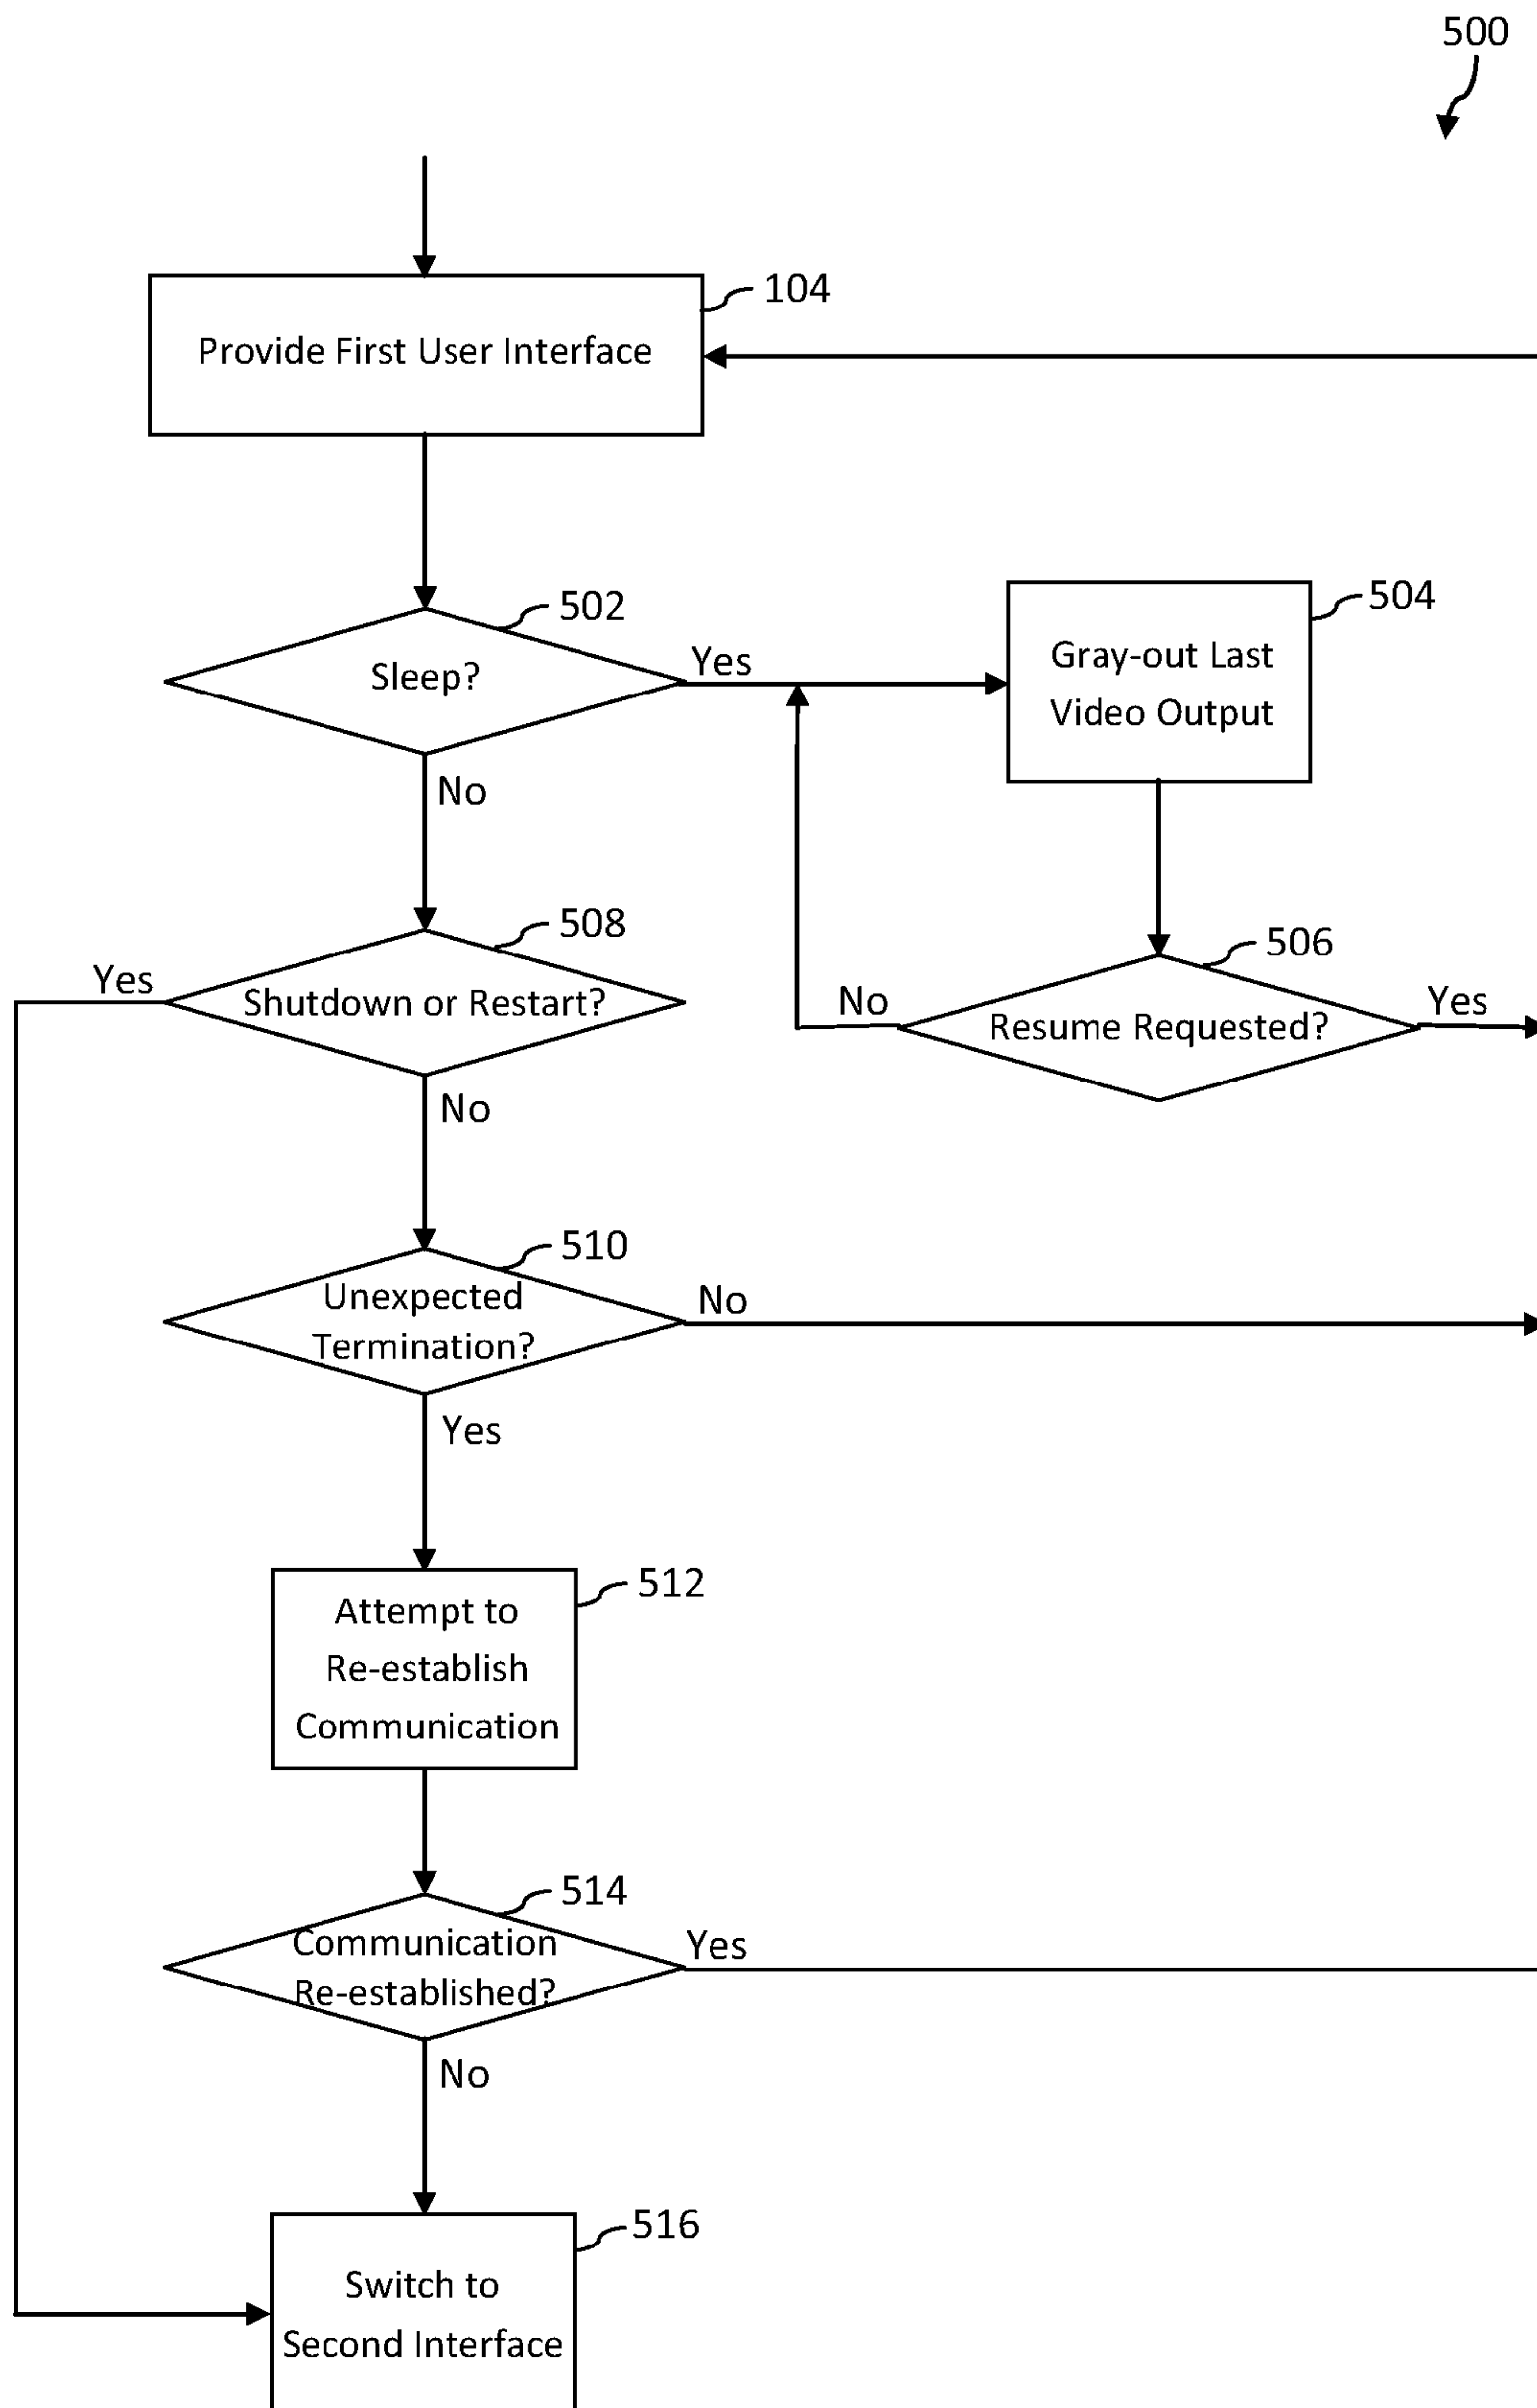 500
104
Provide First User Interface
502
Sleep?
Yes
No
504
Gray-out Last
Video Output
506
Resume Requested?
No
Yes
508
Shutdown or Restart?
Yes
No
510
Unexpected
Termination?
No
Yes
512
Attempt to
Re-establish
Communication
514
Communication
Re-established?
Yes
No
516
Switch to
Second Interface